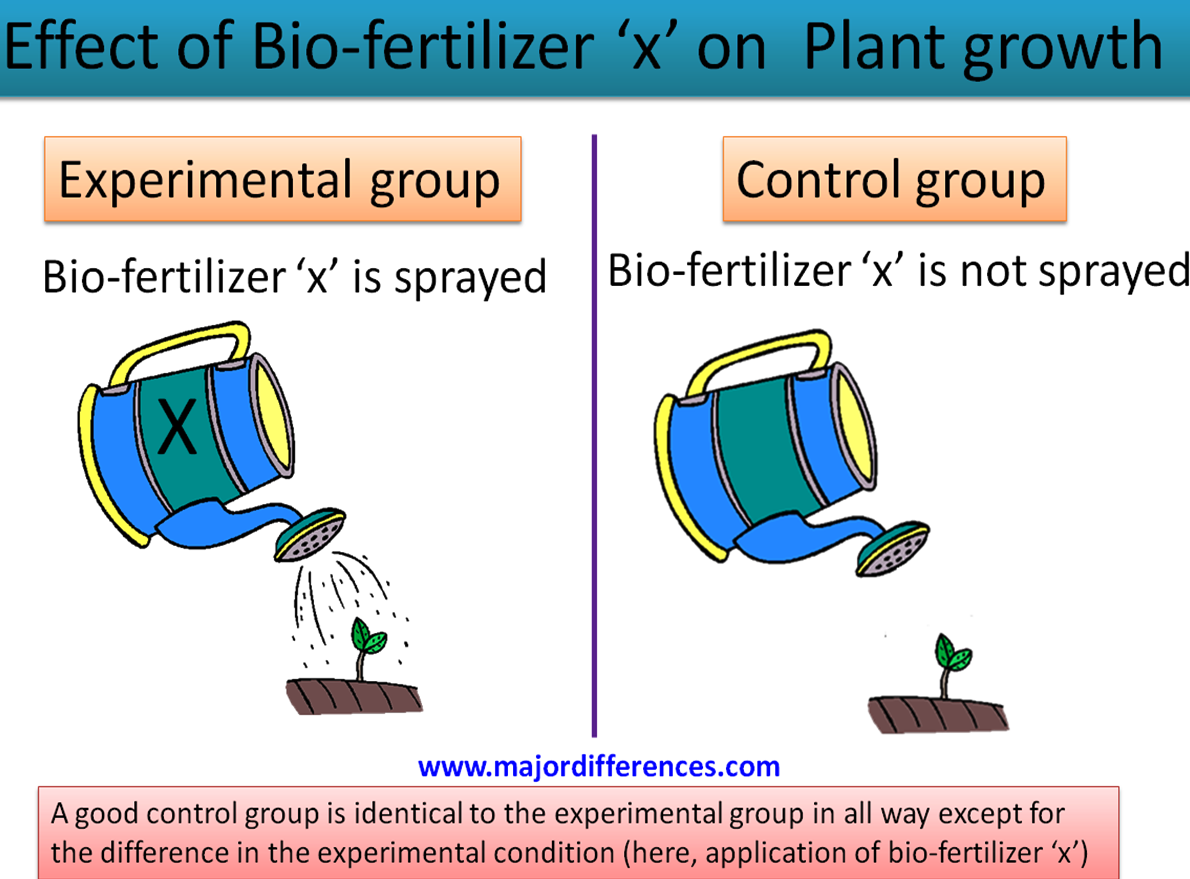 Effect of Bio-fertilizer ‘x’ on Plant growth
Experimental group
Control group
Bio-fertilizer ‘x’ is sprayed
Bio-fertilizer ‘x’ is not sprayed
X
www.majordifferences.com
A good control group is identical to the experimental group in all way except for
the difference in the experimental condition (here, application of bio-fertilizer ‘x’)